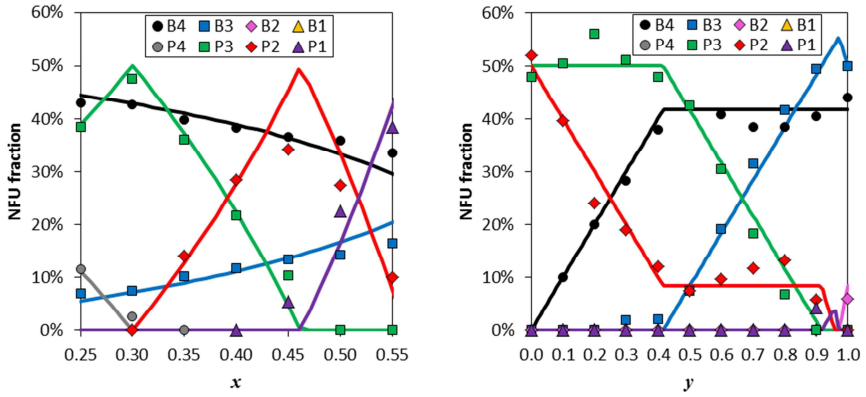 60%
50%
40%
30%
20%
10%
0%
NFU fraction
B4 B3 B2 B1
P4 P3 P2 P1
0.25 0.30 0.35 0.40 0.45 0.50 0.55
x
60%
50%
40%
30%
20%
10%
0%
NFU fraction
B4 B3 B2 B1
P4 P3 P2 P1
0.0 0.1 0.2 0.3 0.4 0.5 0.6 0.7 0.8 0.9 1.0
y